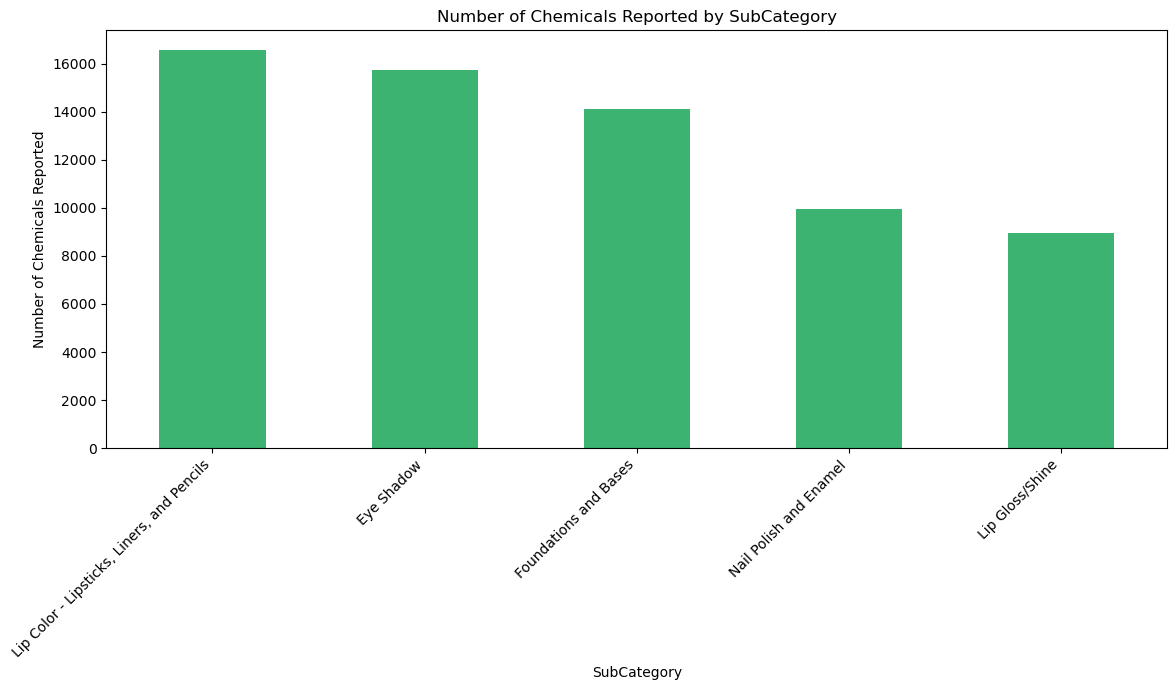 Number of Chemicals Reported by SubCategory
Number of Chemicals Reported
16000
14000
12000
10000
8000
6000
4000
2000
0
Lip Color - Lipsticks, Liners, and Pencils
Eye Shadow
Foundations and Bases
Nail Polish and Enamel
Lip Gloss/Shine
SubCategory